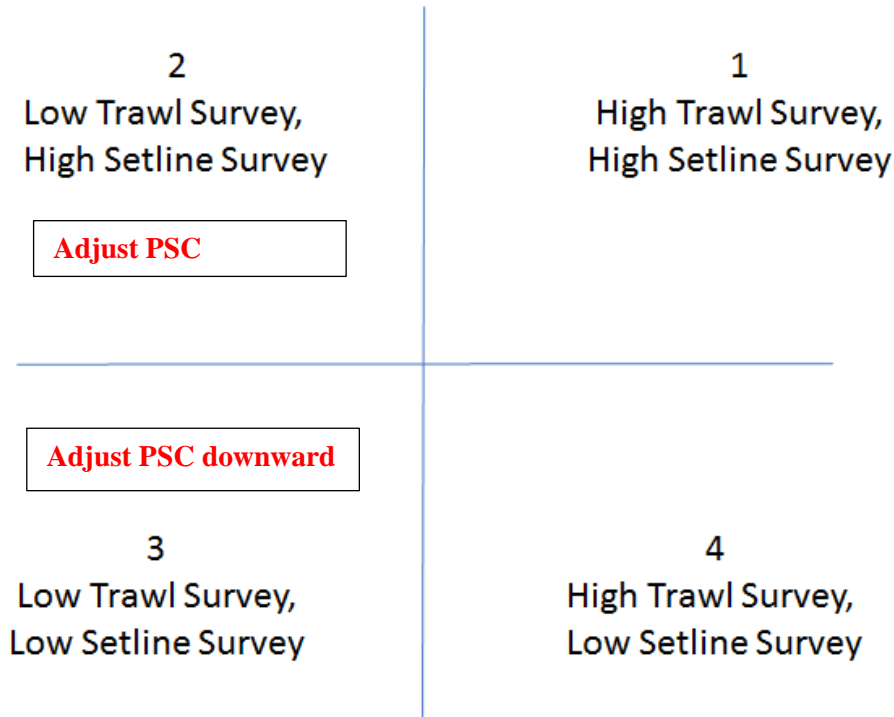 2
Low Trawl Survey,
High Setline Survey
Adjust PSC
1
High Trawl Survey,
High Setline Survey
Adjust PSC downward
3
Low Trawl Survey,
Low Setline Survey
4
High Trawl Survey,
Low Setline Survey